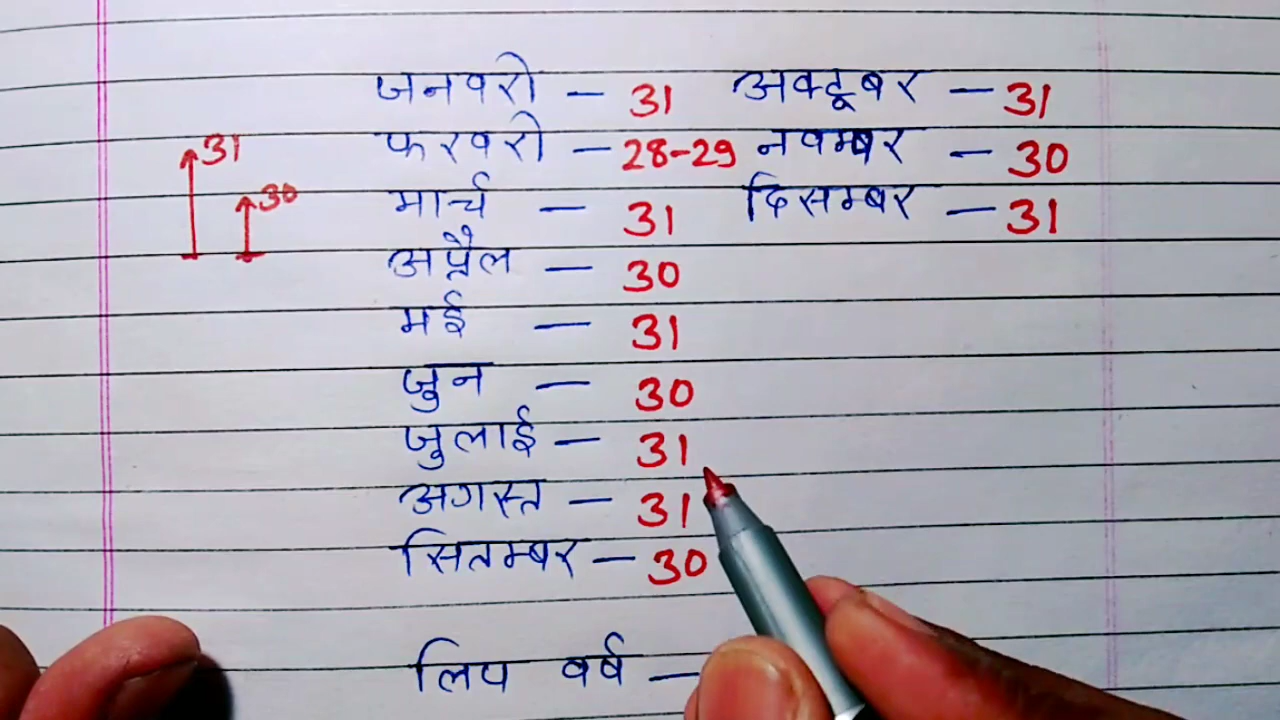 जनवरी – 31
फरवरी – 28-29
मार्च – 31
अप्रैल – 30
मई – 31
जुन – 30
जुलाई – 31
अगस्त – 31
सितम्बर – 30
अक्टूबर – 31
नवम्बर – 30
दिसम्बर – 31
31
30
लिप वर्ष –